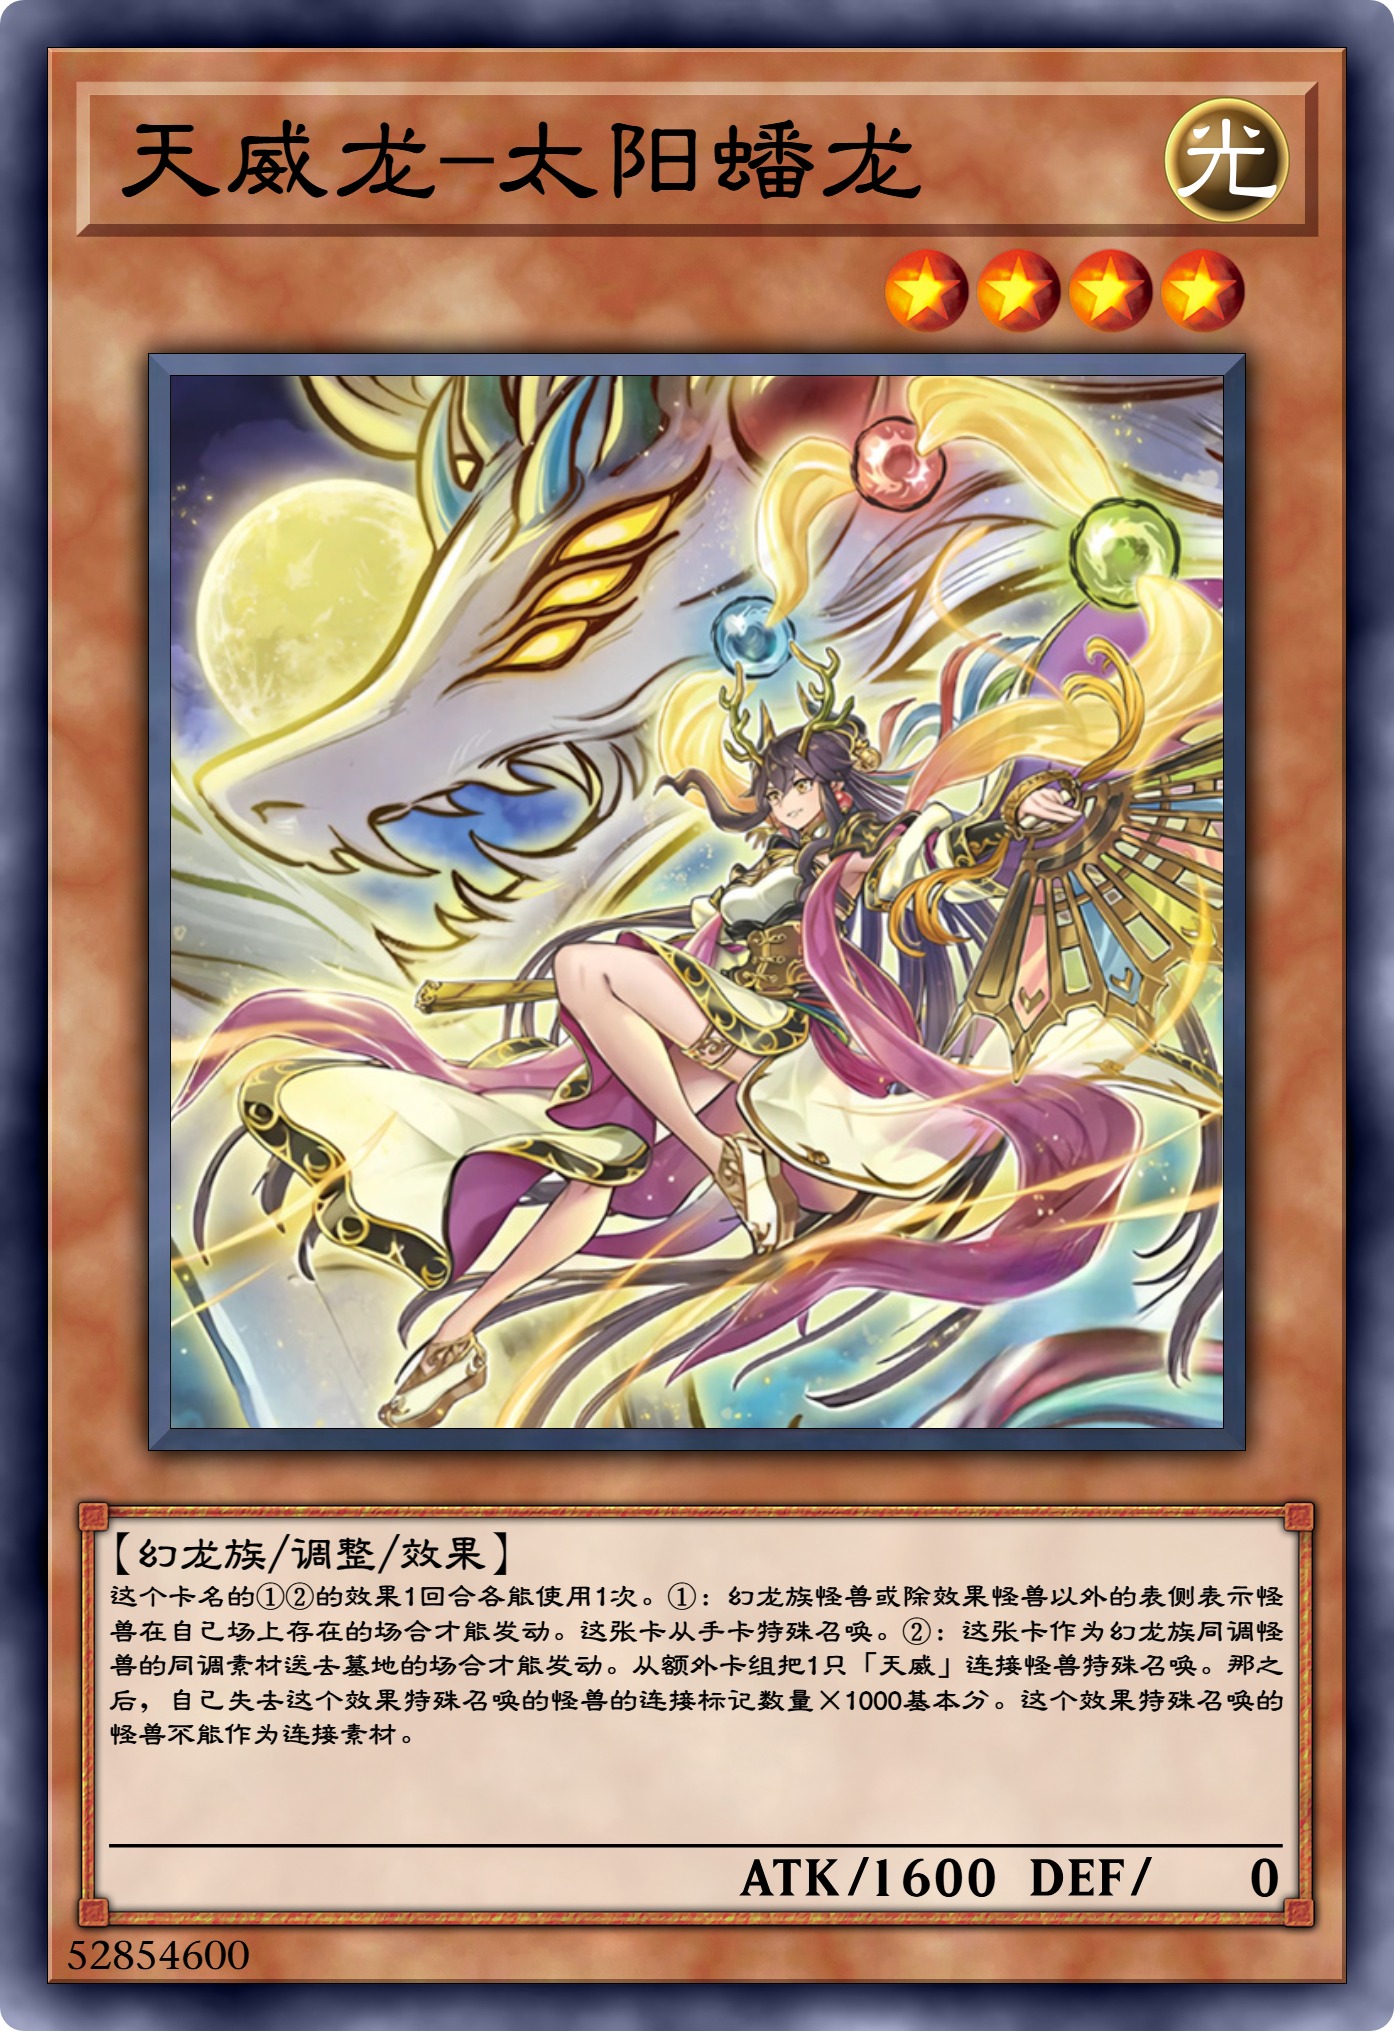 天威龙-太阳蟠龙
光
【幻龙族/调整/效果】
这个卡名的①②的效果1回合各能使用1次。①：幻龙族怪兽或除效果怪兽以外的表侧表示怪
兽在自己场上存在的场合才能发动。这张卡从手卡特殊召唤。②：这张卡作为幻龙族同调怪
兽的同调素材送去墓地的场合才能发动。从额外卡组把1只「天威」连接怪兽特殊召唤。那之
后，自己失去这个效果特殊召唤的怪兽的连接标记数量×1000基本分。这个效果特殊召唤的
怪兽不能作为连接素材。
ATK/1600 DEF/ 0
52854600